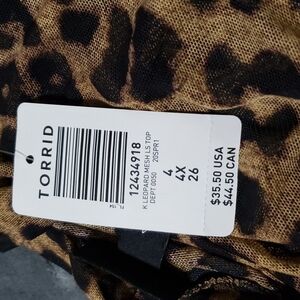 TORRID
12434918
K LEOPARD MESH LS TOP
DEPT 0050 20SPR1
4
4X
26
$35.50 USA
$44.50 CAN